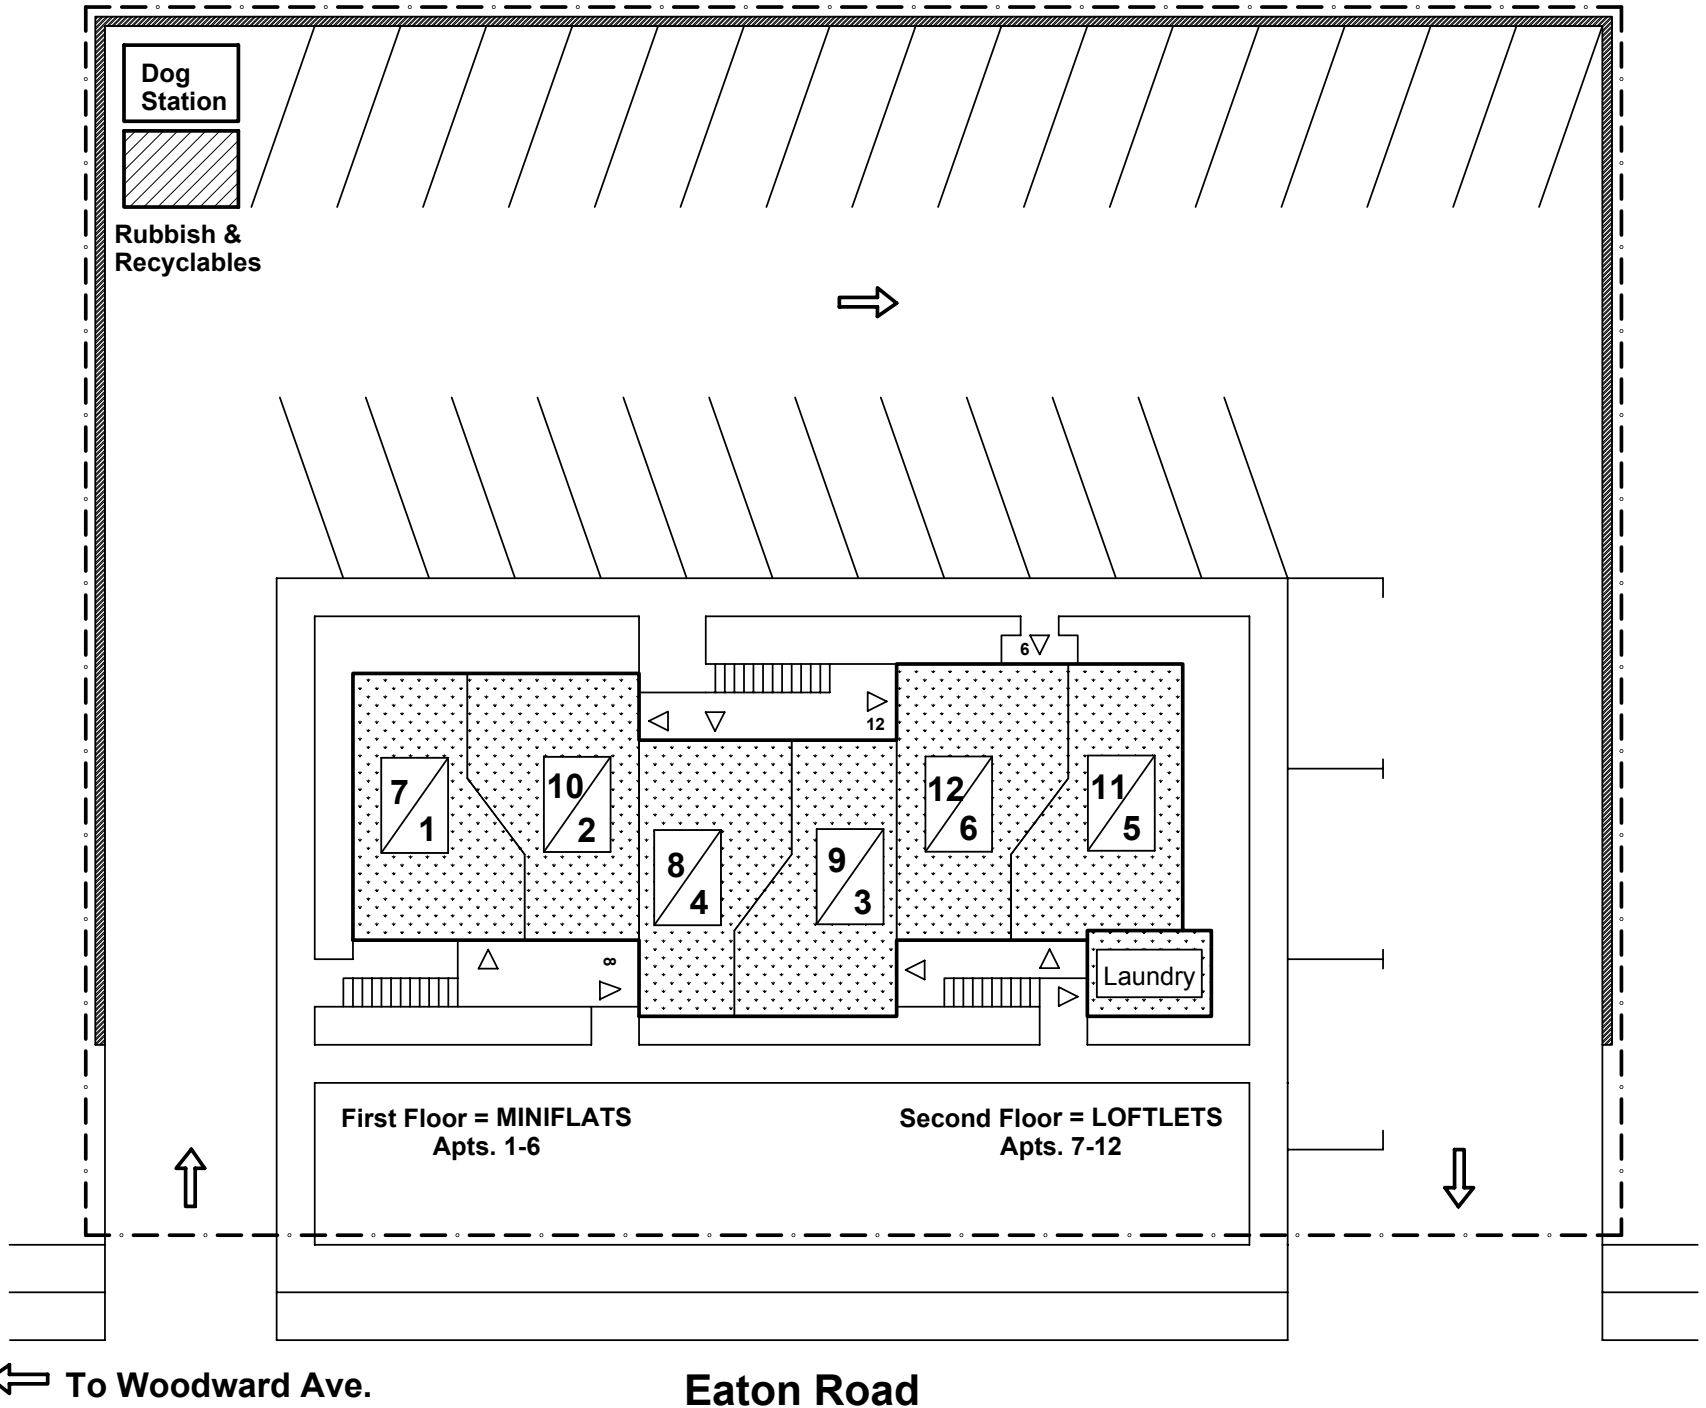 Dog
Station
Rubbish &
Recyclables
6
12
7
1
10
2
8
4
9
3
12
6
11
5
8
Laundry
First Floor = MINIFLATS
Apts. 1-6
Second Floor = LOFTLETS
Apts. 7-12
To Woodward Ave.
Eaton Road